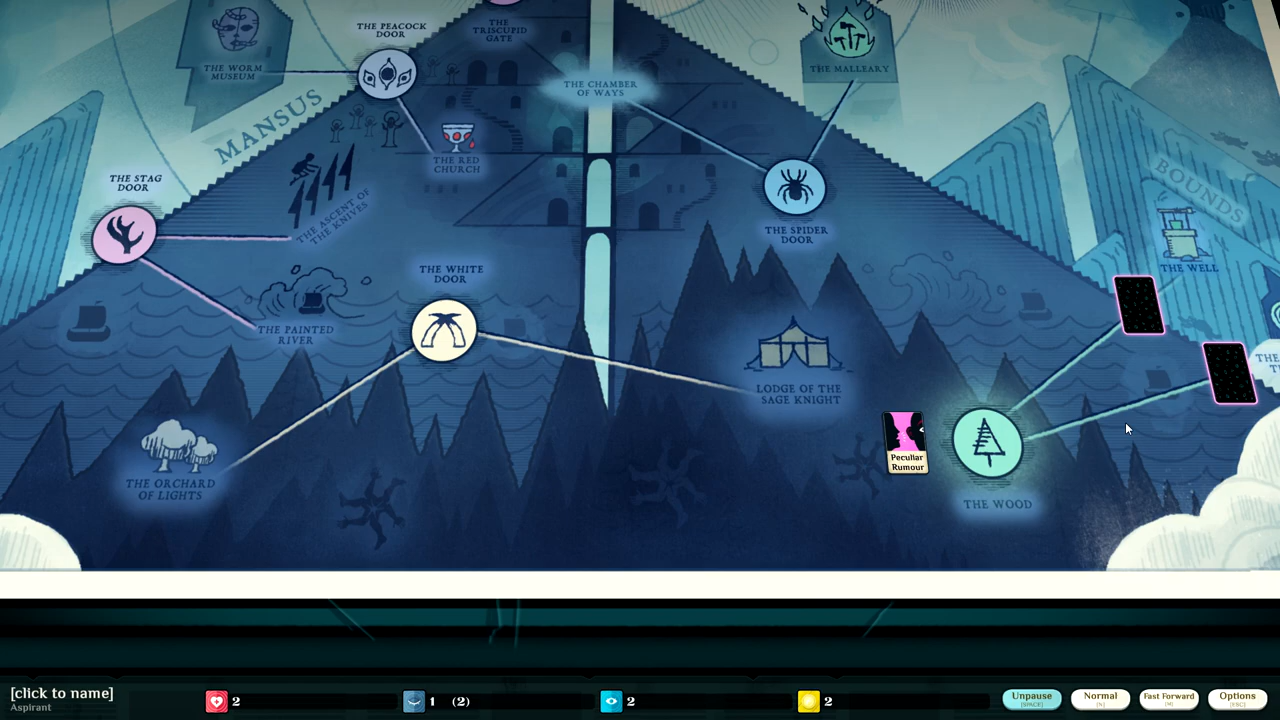 THE PEACOCK
DOOR
THE
TRISCUPID
GATE
THE WORM
MUSEUM
THE MALLEARY
THE CHAMBER
OF WAYS
MANSUS
THE RED
CHURCH
BOUNDS
THE STAG
DOOR
THE ASCENT OF
THE KNIVES
THE SPIDER
DOOR
THE WELL
THE WHITE
DOOR
THE PAINTED
RIVER
THE
LODGE OF THE
SAGE KNIGHT
Peculiar
Rumour
THE ORCHARD
OF LIGHTS
THE WOOD
[click to name]
Aspirant
2
1 (2)
2
2
Unpause
[SPACE]
Normal
[N]
Fast Forward
[M]
Options
[ESC]